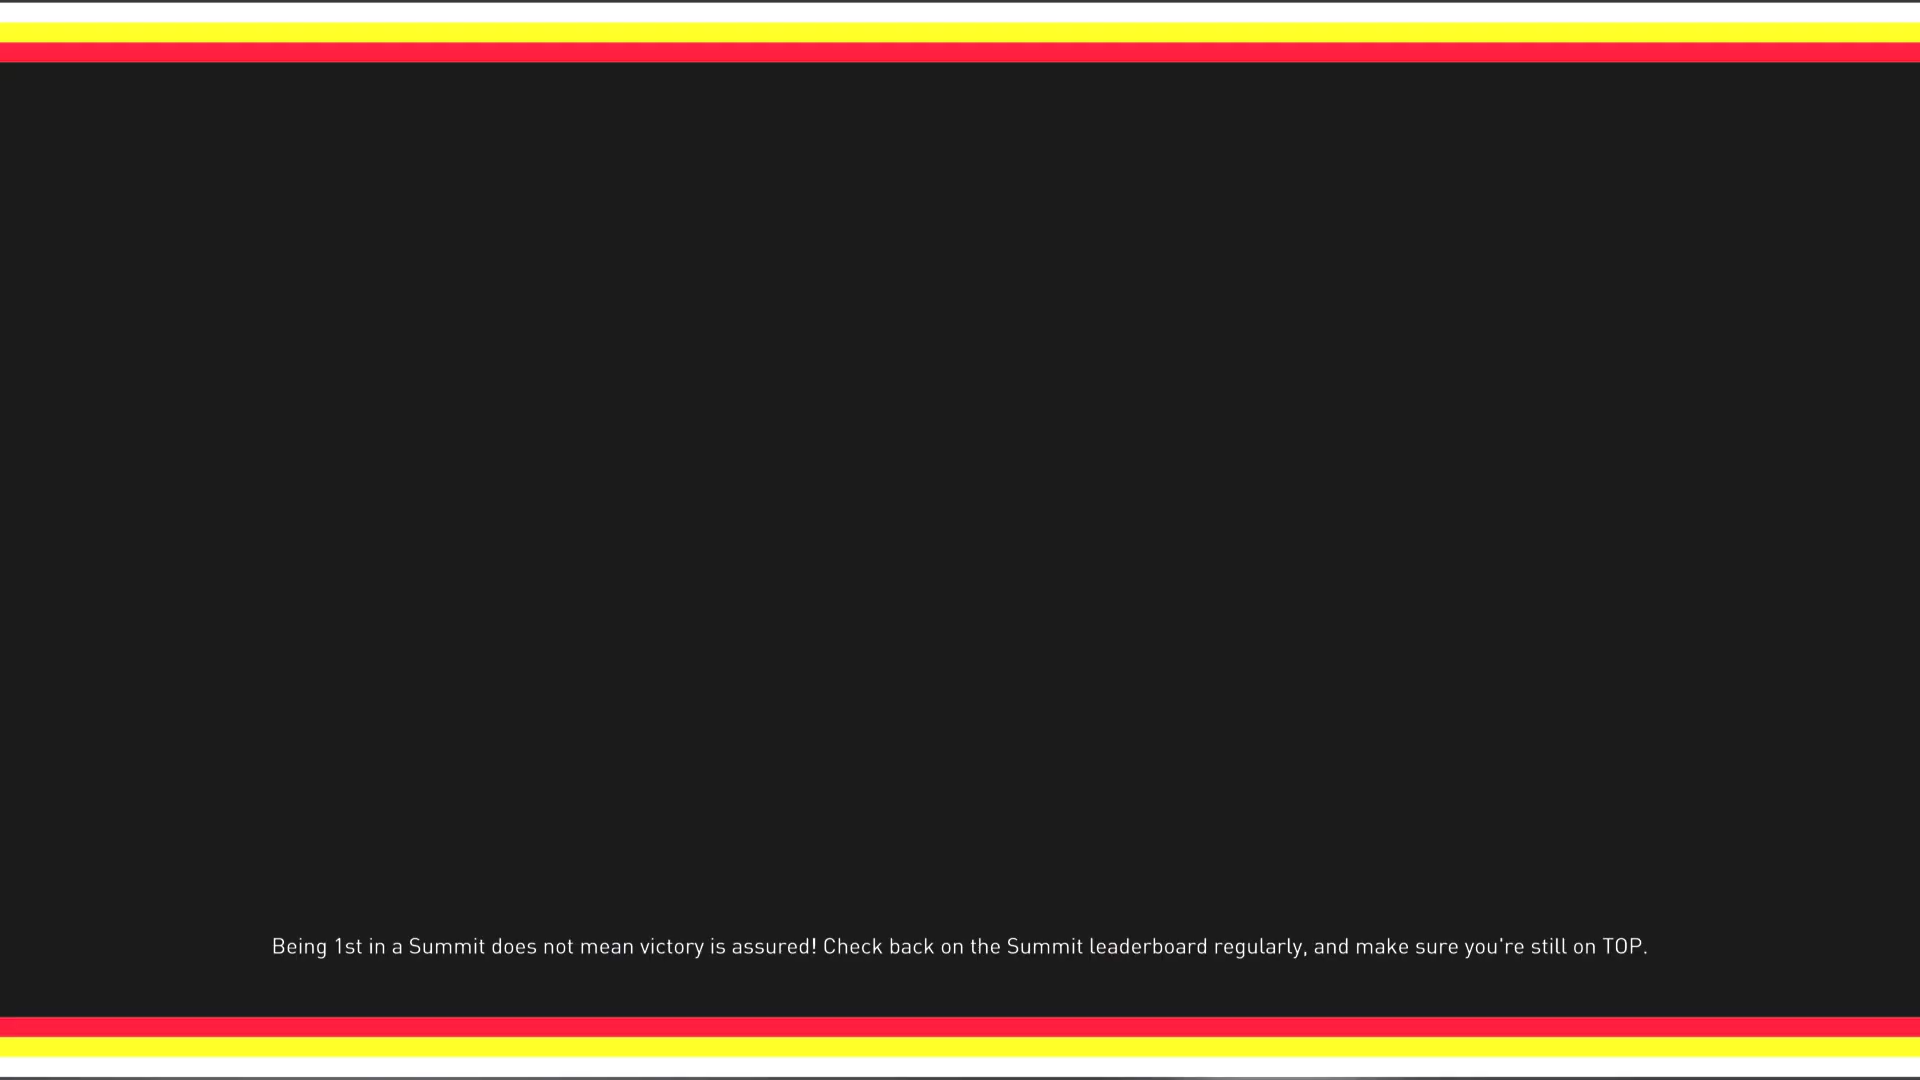 Being 1st in a Summit does not mean victory is assured! Check back on the Summit leaderboard regularly, and make sure you're still on TOP.